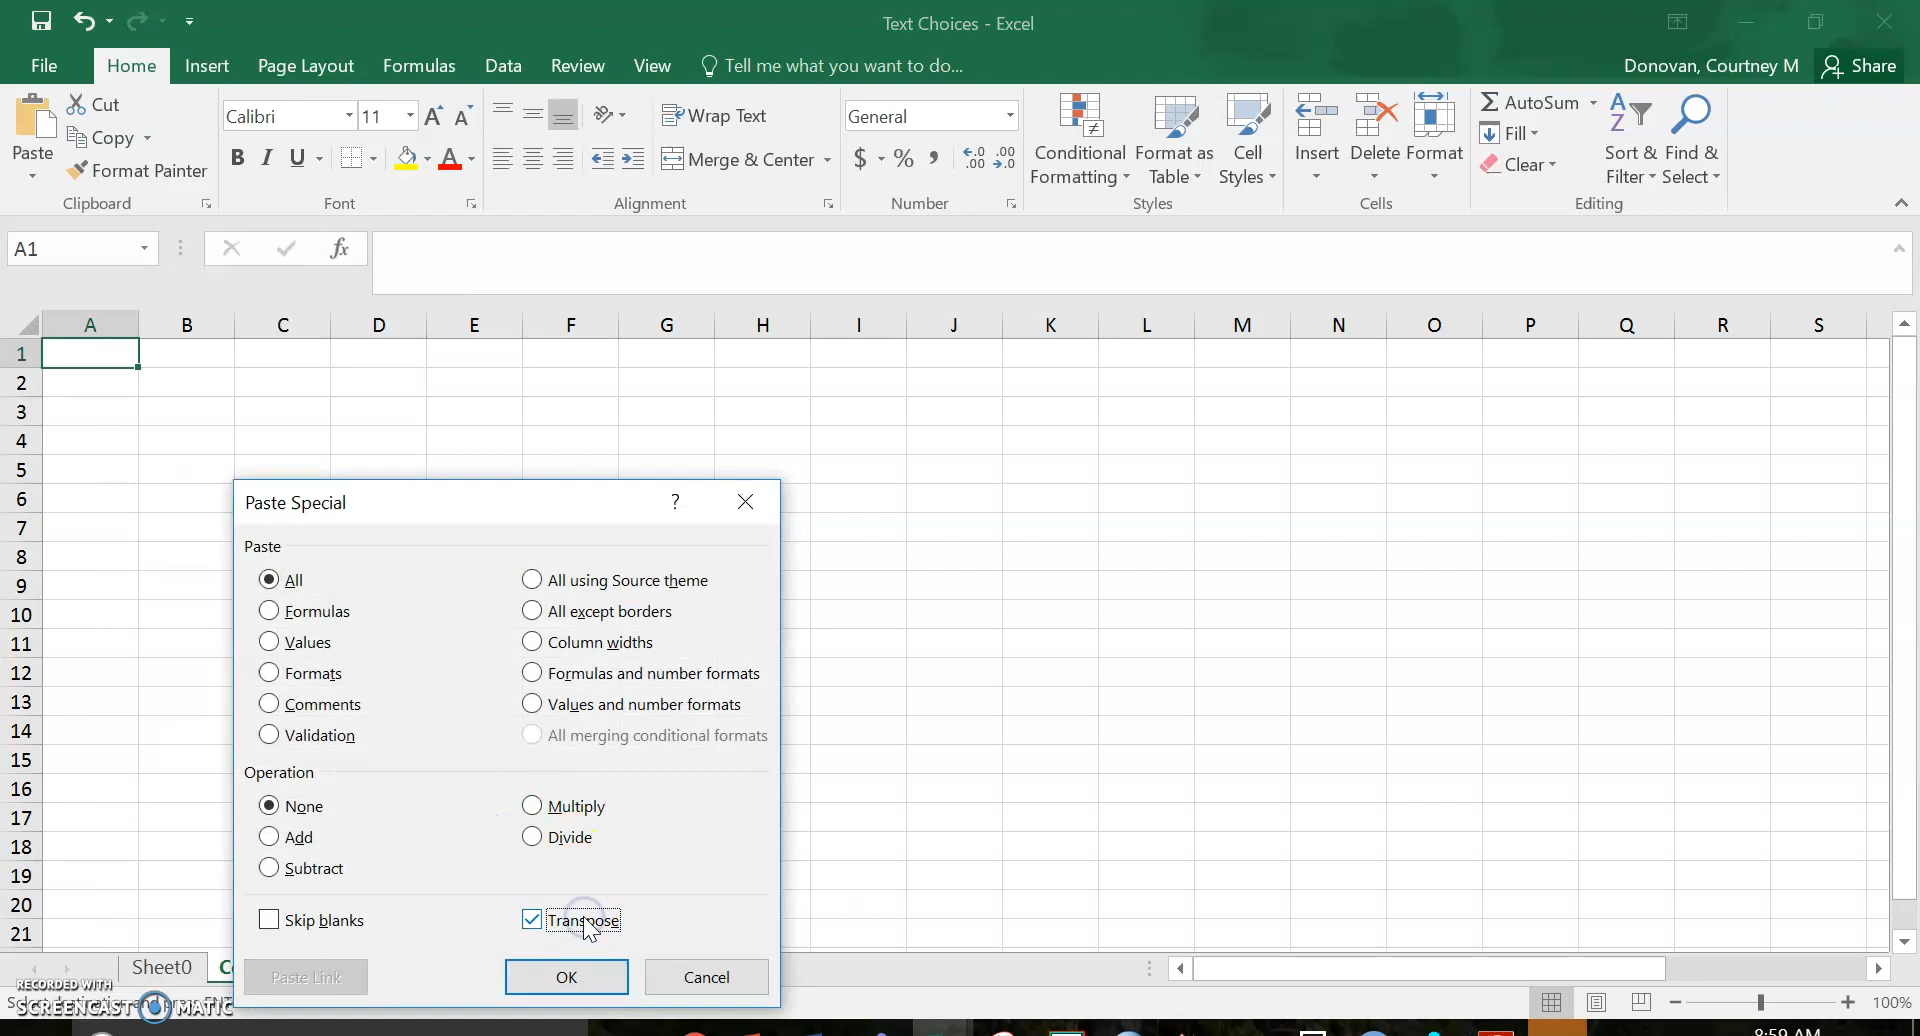 Text Choices - Excel
File Home Insert Page Layout Formulas Data Review View Tell me what you want to do... Donovan, Courtney M Share
Paste Cut Copy Format Painter
Clipboard
Calibri 11
B I U A
Font
Wrap Text
Merge & Center
Alignment
General
$ % , .00 .0
Number
Conditional Formatting
Format as Table
Cell Styles
Styles
Insert Delete Format
Cells
AutoSum
Fill
Clear
Sort & Filter
Find & Select
Editing
A1 fx
A B C D E F G H I J K L M N O P Q R S
1
2
3
4
5
6
7
8
9
10
11
12
13
14
15
16
17
18
19
20
21
Paste Special ?
Paste
All All using Source theme
Formulas All except borders
Values Column widths
Formats Formulas and number formats
Comments Values and number formats
Validation All merging conditional formats
Operation
None Multiply
Add Divide
Subtract
Skip blanks Transpose
Paste Link OK Cancel
Sheet0
RECORDED WITH
SCREENCAST MATIC
100%
8:59 AM